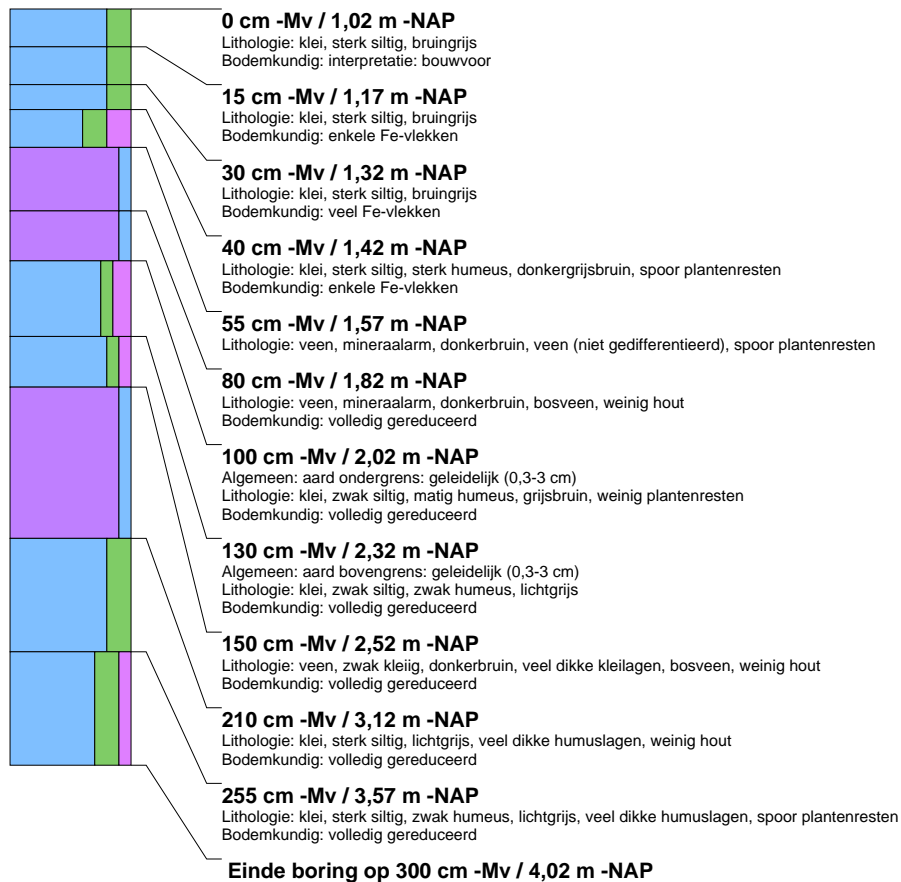 0 cm -Mv / 1,02 m -NAP
Lithologie: klei, sterk siltig, bruingrijs
Bodemkundig: interpretatie: bouwvoor
15 cm -Mv / 1,17 m -NAP
Lithologie: klei, sterk siltig, bruingrijs
Bodemkundig: enkele Fe-vlekken
30 cm -Mv / 1,32 m -NAP
Lithologie: klei, sterk siltig, bruingrijs
Bodemkundig: veel Fe-vlekken
40 cm -Mv / 1,42 m -NAP
Lithologie: klei, sterk siltig, sterk humeus, donkergrijsbruin, spoor plantenresten
Bodemkundig: enkele Fe-vlekken
55 cm -Mv / 1,57 m -NAP
Lithologie: veen, mineraalarm, donkerbruin, veen (niet gedifferentieerd), spoor plantenresten
80 cm -Mv / 1,82 m -NAP
Lithologie: veen, mineraalarm, donkerbruin, bosveen, weinig hout
Bodemkundig: volledig gereduceerd
100 cm -Mv / 2,02 m -NAP
Algemeen: aard ondergrens: geleidelijk (0,3-3 cm)
Lithologie: klei, zwak siltig, matig humeus, grijsbruin, weinig plantenresten
Bodemkundig: volledig gereduceerd
130 cm -Mv / 2,32 m -NAP
Algemeen: aard bovengrens: geleidelijk (0,3-3 cm)
Lithologie: klei, zwak siltig, zwak humeus, lichtgrijs
Bodemkundig: volledig gereduceerd
150 cm -Mv / 2,52 m -NAP
Lithologie: veen, zwak kleiig, donkerbruin, veel dikke kleilagen, bosveen, weinig hout
Bodemkundig: volledig gereduceerd
210 cm -Mv / 3,12 m -NAP
Lithologie: klei, sterk siltig, lichtgrijs, veel dikke humuslagen, weinig hout
Bodemkundig: volledig gereduceerd
255 cm -Mv / 3,57 m -NAP
Lithologie: klei, sterk siltig, zwak humeus, lichtgrijs, veel dikke humuslagen, spoor plantenresten
Bodemkundig: volledig gereduceerd
Einde boring op 300 cm -Mv / 4,02 m -NAP